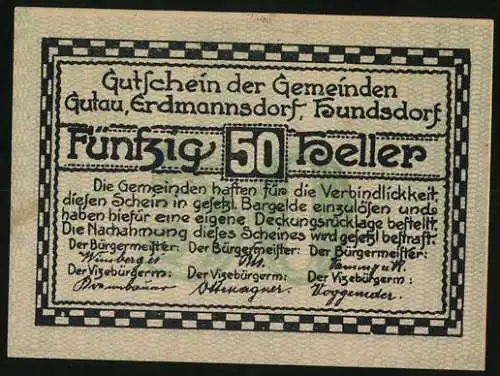 Gutschein der Gemeinden
Gutau, Erdmannsdorf, Hundsdorf.
Fünfzig 50 Heller
Die Gemeinden haften für die Verbindlickkeit
diesen Schein in gesetzl. Bargelde einzulösen und
haben hiefür eine eigene Deckungsrücklage bestellt.
Die Nachahmung dieses Scheines wird gesetzl bestraft.
Der Bürgermeister: Der Bürgermeister: Der Bürgermeister:
Der Vizebürgerm: Der Vizebürgerm: Der Vizebürgerm:
Ottenagner